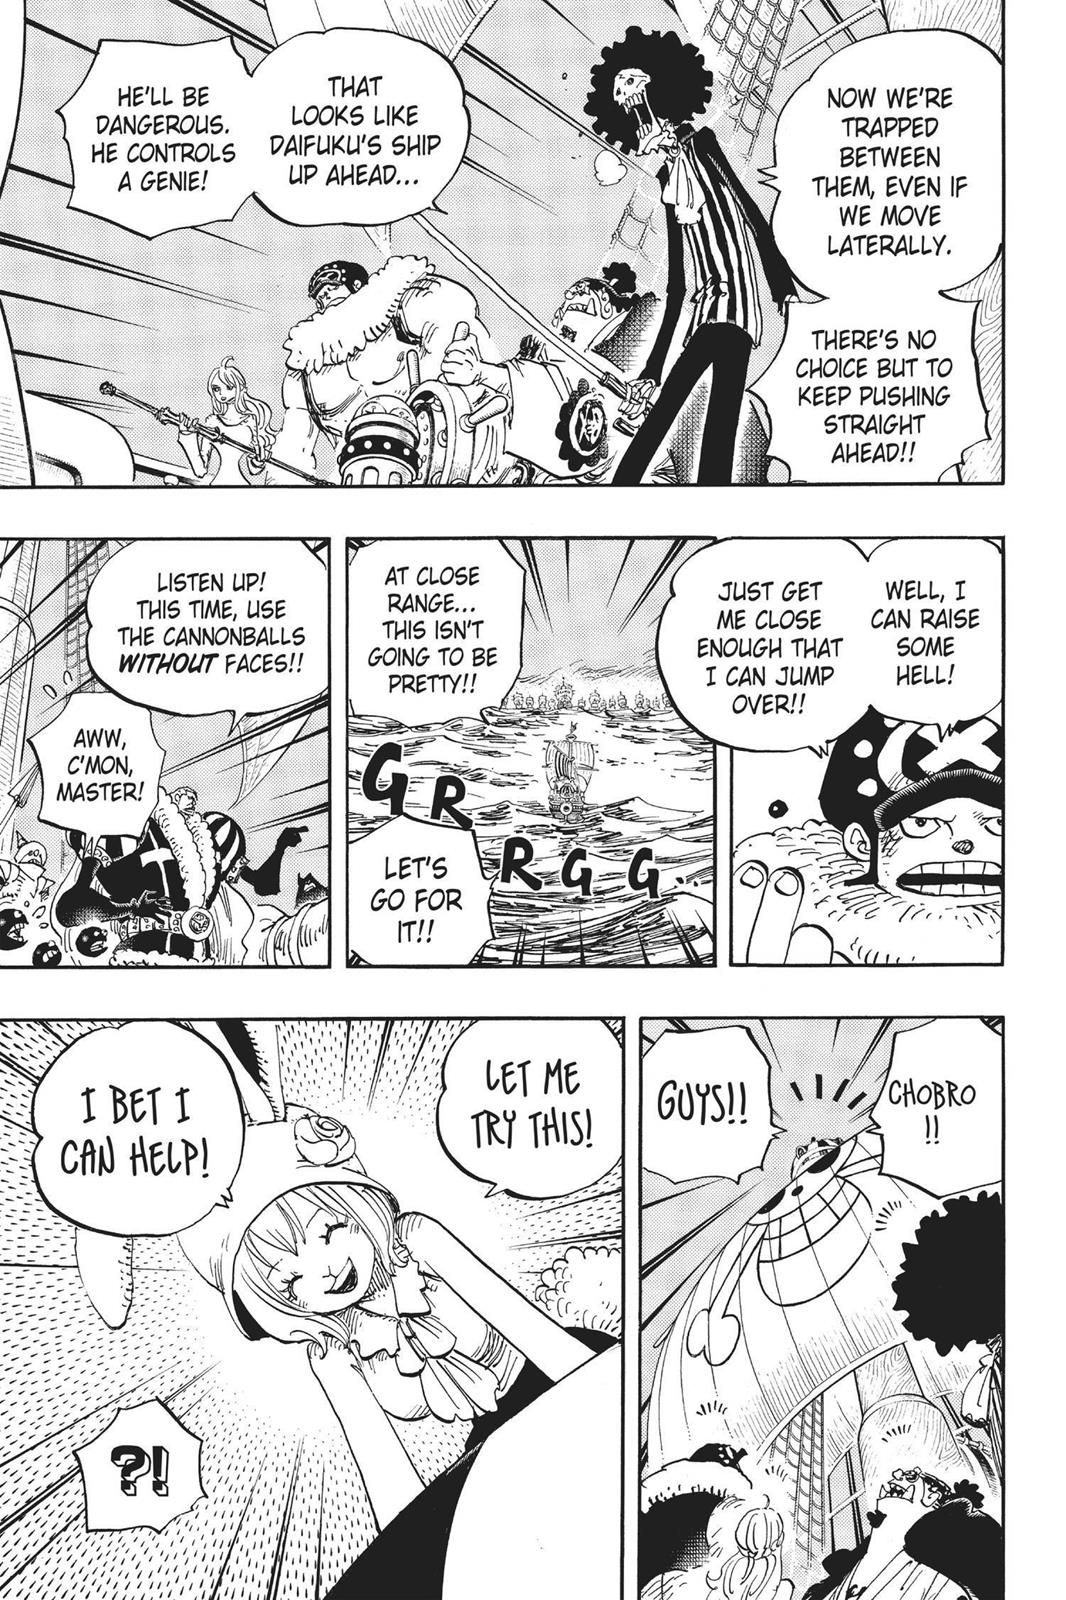 NOW WE'RE
TRAPPED
BETWEEN
THEM, EVEN IF
WE MOVE
LATERALLY.
THERE'S NO
CHOICE BUT TO
KEEP PUSHING
STRAIGHT
AHEAD!!
THAT
LOOKS LIKE
DAIFUKU'S SHIP
UP AHEAD...
HE'LL BE
DANGEROUS.
HE CONTROLS
A GENIE!
WELL, I
CAN RAISE
SOME
HELL!
JUST GET
ME CLOSE
ENOUGH THAT
I CAN JUMP
OVER!!
AT CLOSE
RANGE...
THIS ISN'T
GOING TO BE
PRETTY!!
GRRGG
LET'S
GO FOR
IT!!
LISTEN UP!
THIS TIME, USE
THE CANNONBALLS
WITHOUT FACES!!
AWW,
C'MON,
MASTER!
CHOBRO
!!
GUYS!!
LET ME
TRY THIS!
I BET I
CAN HELP!
?!